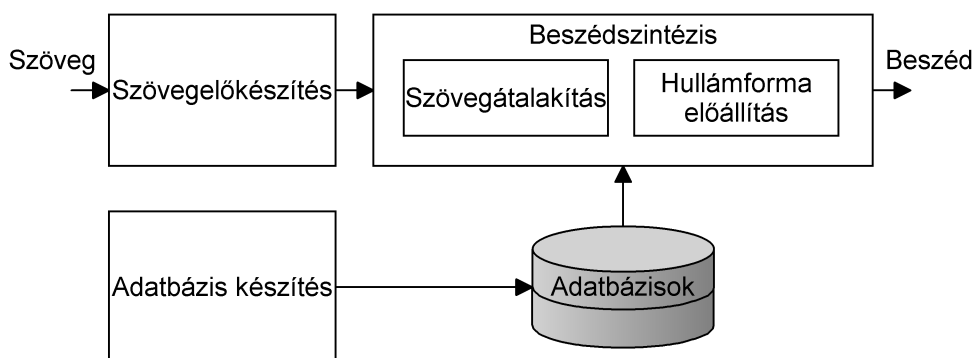 Beszédszintézis
Szöveg
Szövegelőkészítés
Szövegátalakítás
Hullámforma
előállítás
Beszéd
Adatbázis készítés
Adatbázisok